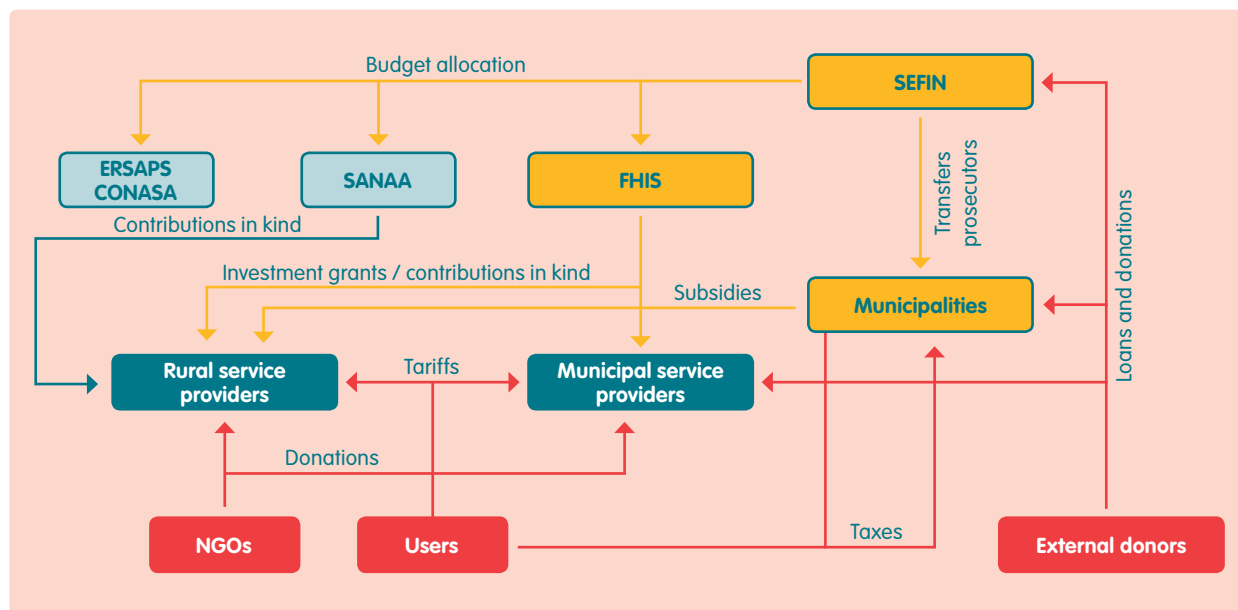 Budget allocation
SEFIN
ERSAPS
CONASA
SANAA
FHIS
Transfers
prosecutors
Contributions in kind
Loans and donations
Investment grants / contributions in kind
Subsidies
Municipalities
Rural service
providers
Tariffs
Municipal service
providers
Donations
NGOs
Users
Taxes
External donors